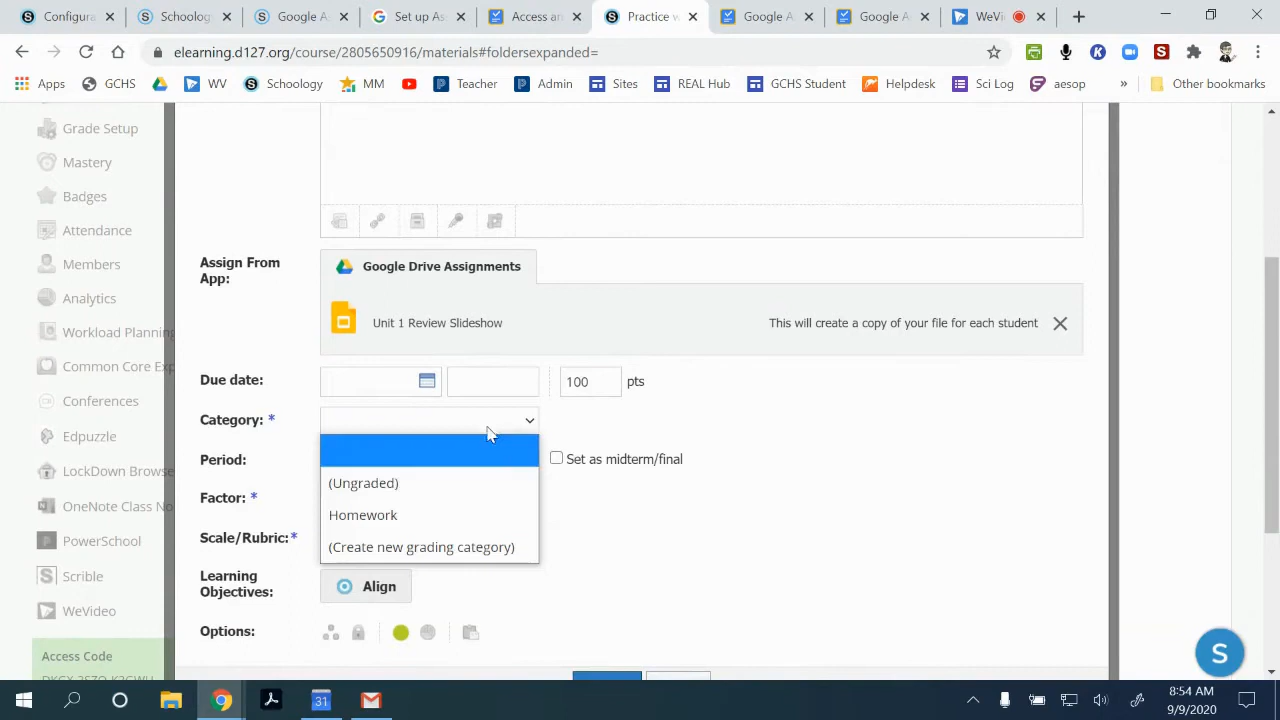 Configura
Schoolog
Google A
Set up As
Access an
Practice w
Google A
Google A
WeVi
elearning.d127.org/course/2805650916/materials#foldersexpanded=
Apps
GCHS
WV
Schoology
MM
Teacher
Admin
Sites
REAL Hub
GCHS Student
Helpdesk
Sci Log
aesop
»
Other bookmarks
Grade Setup
Mastery
Badges
Attendance
Members
Analytics
Workload Planning
Common Core Exp
Conferences
Edpuzzle
LockDown Browse
OneNote Class No
PowerSchool
Scrible
WeVideo
Access Code
Assign From
App:
Google Drive Assignments
Unit 1 Review Slideshow
This will create a copy of your file for each student
Due date:
100
pts
Category: *
(Ungraded)
Homework
(Create new grading category)
Period:
Set as midterm/final
Factor: *
Scale/Rubric:*
Learning
Objectives:
Align
Options:
S
31
8:54 AM
9/9/2020